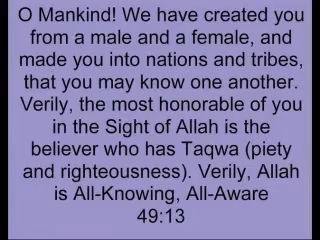 O Mankind! We have created you
from a male and a female, and
made you into nations and tribes,
that you may know one another.
Verily, the most honorable of you
in the Sight of Allah is the
believer who has Taqwa (piety
and righteousness). Verily, Allah
is All-Knowing, All-Aware
49:13